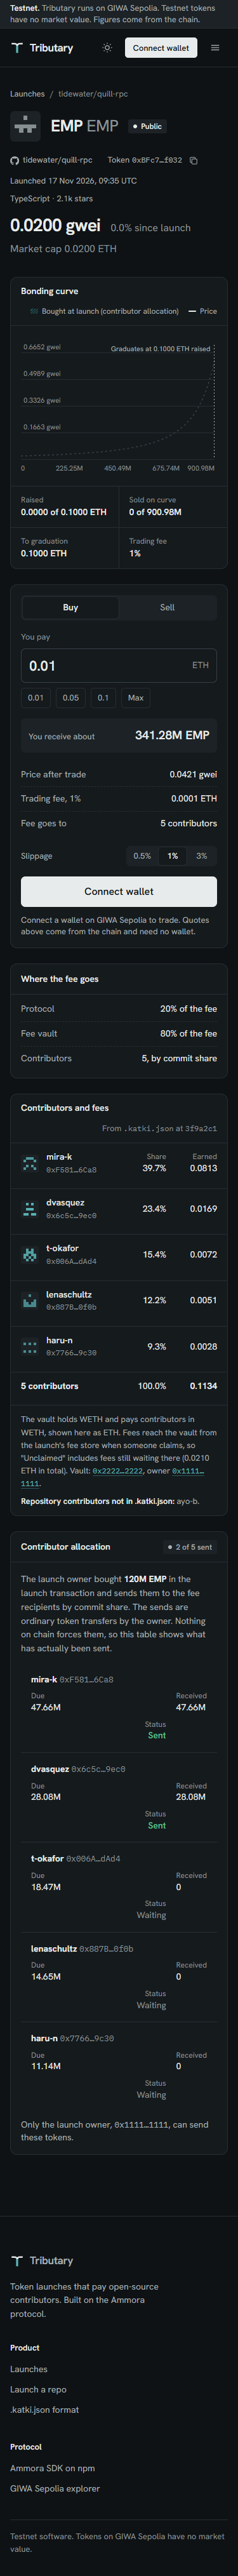 Testnet. Tributary runs on GIWA Sepolia. Testnet tokens
have no market value. Figures come from the chain.
Tributary
Connect wallet
Launches / tidewater/quill-rpc
EMP EMP
Public
tidewater/quill-rpc
Token 0xBFc7…f032
Launched 17 Nov 2026, 09:35 UTC
TypeScript · 2.1k stars
0.0200 gwei 0.0% since launch
Market cap 0.0200 ETH
Bonding curve
Bought at launch (contributor allocation)
Price
0.6652 gwei
Graduates at 0.1000 ETH raised
0.4989 gwei
0.3326 gwei
0.1663 gwei
0 225.25M 450.49M 675.74M 900.98M
Raised
0.0000 of 0.1000 ETH
Sold on curve
0 of 900.98M
To graduation
0.1000 ETH
Trading fee
1%
Buy
Sell
You pay
0.01
ETH
0.01 0.05 0.1 Max
You receive about
341.28M EMP
Price after trade 0.0421 gwei
Trading fee, 1% 0.0001 ETH
Fee goes to 5 contributors
Slippage 0.5% 1% 3%
Connect wallet
Connect a wallet on GIWA Sepolia to trade. Quotes
above come from the chain and need no wallet.
Where the fee goes
Protocol 20% of the fee
Fee vault 80% of the fee
Contributors 5, by commit share
Contributors and fees
From .katki.json at 3f9a2c1
mira-k
0xF581…6Ca8
Share
39.7%
Earned
0.0813
dvasquez
0x6c5c…9ec0
23.4% 0.0169
t-okafor
0x006A…dAd4
15.4% 0.0072
lenaschultz
0x887B…0f0b
12.2% 0.0051
haru-n
0x7766…9c30
9.3% 0.0028
5 contributors 100.0% 0.1134
The vault holds WETH and pays contributors in
WETH, shown here as ETH. Fees reach the vault from
the launch's fee store when someone claims, so
"Unclaimed" includes fees still waiting there (0.0210
ETH in total). Vault: 0x2222…2222, owner 0x1111…
1111.
Repository contributors not in .katki.json: ayo-b.
Contributor allocation
2 of 5 sent
The launch owner bought 120M EMP in the
launch transaction and sends them to the fee
recipients by commit share. The sends are
ordinary token transfers by the owner. Nothing
on chain forces them, so this table shows what
has actually been sent.
mira-k 0xF581…6Ca8
Due
47.66M
Received
47.66M
Status
Sent
dvasquez 0x6c5c…9ec0
Due
28.08M
Received
28.08M
Status
Sent
t-okafor 0x006A…dAd4
Due
18.47M
Received
0
Status
Waiting
lenaschultz 0x887B…0f0b
Due
14.65M
Received
0
Status
Waiting
haru-n 0x7766…9c30
Due
11.14M
Received
0
Status
Waiting
Only the launch owner, 0x1111…1111, can send
these tokens.
Tributary
Token launches that pay open-source
contributors. Built on the Ammora
protocol.
Product
Launches
Launch a repo
.katki.json format
Protocol
Ammora SDK on npm
GIWA Sepolia explorer
Testnet software. Tokens on GIWA Sepolia have no market
value.